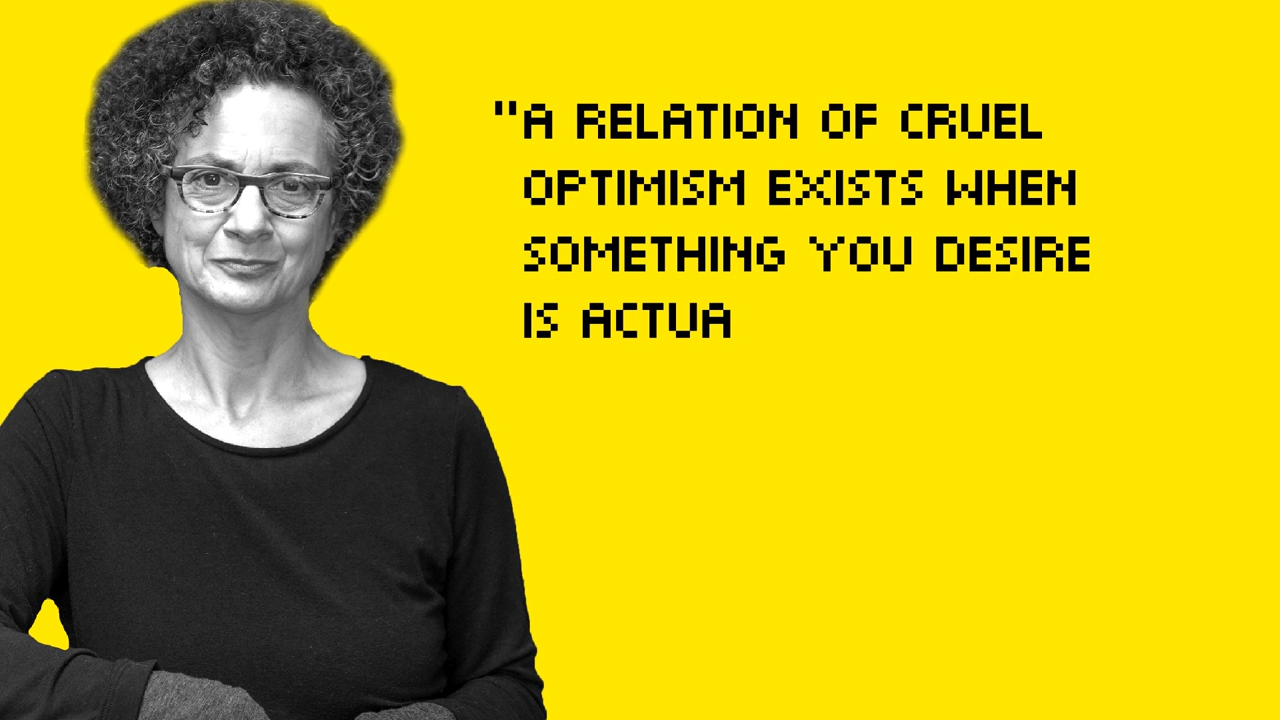 "A RELATION OF CRUEL
OPTIMISM EXISTS WHEN
SOMETHING YOU DESIRE
IS ACTUA